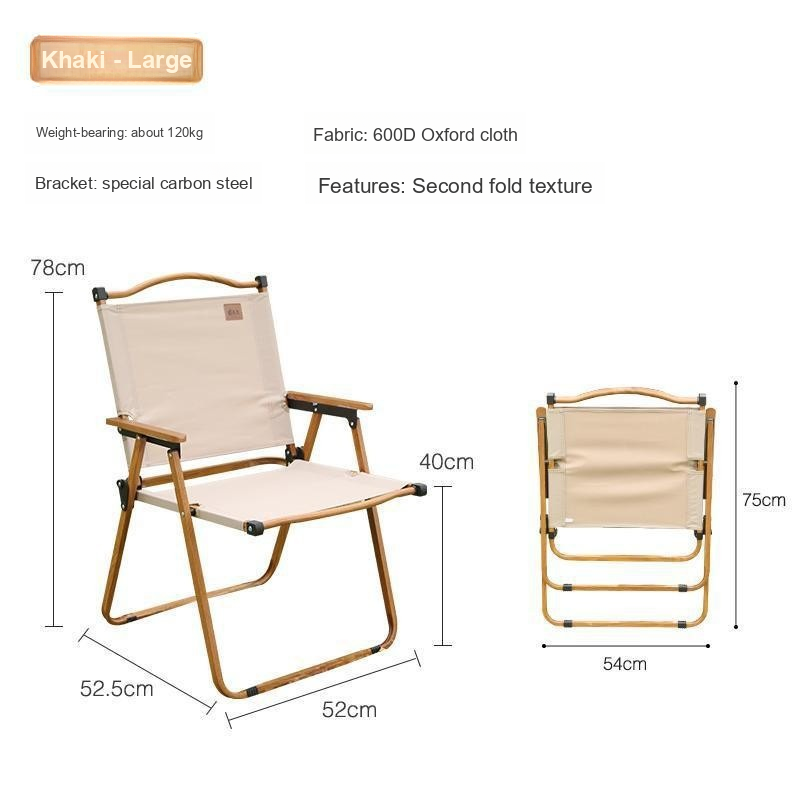 Khaki - Large
Weight-bearing: about 120kg
Fabric: 600D Oxford cloth
Bracket: special carbon steel
Features: Second fold texture
78cm
40cm
75cm
54cm
52.5cm
52cm